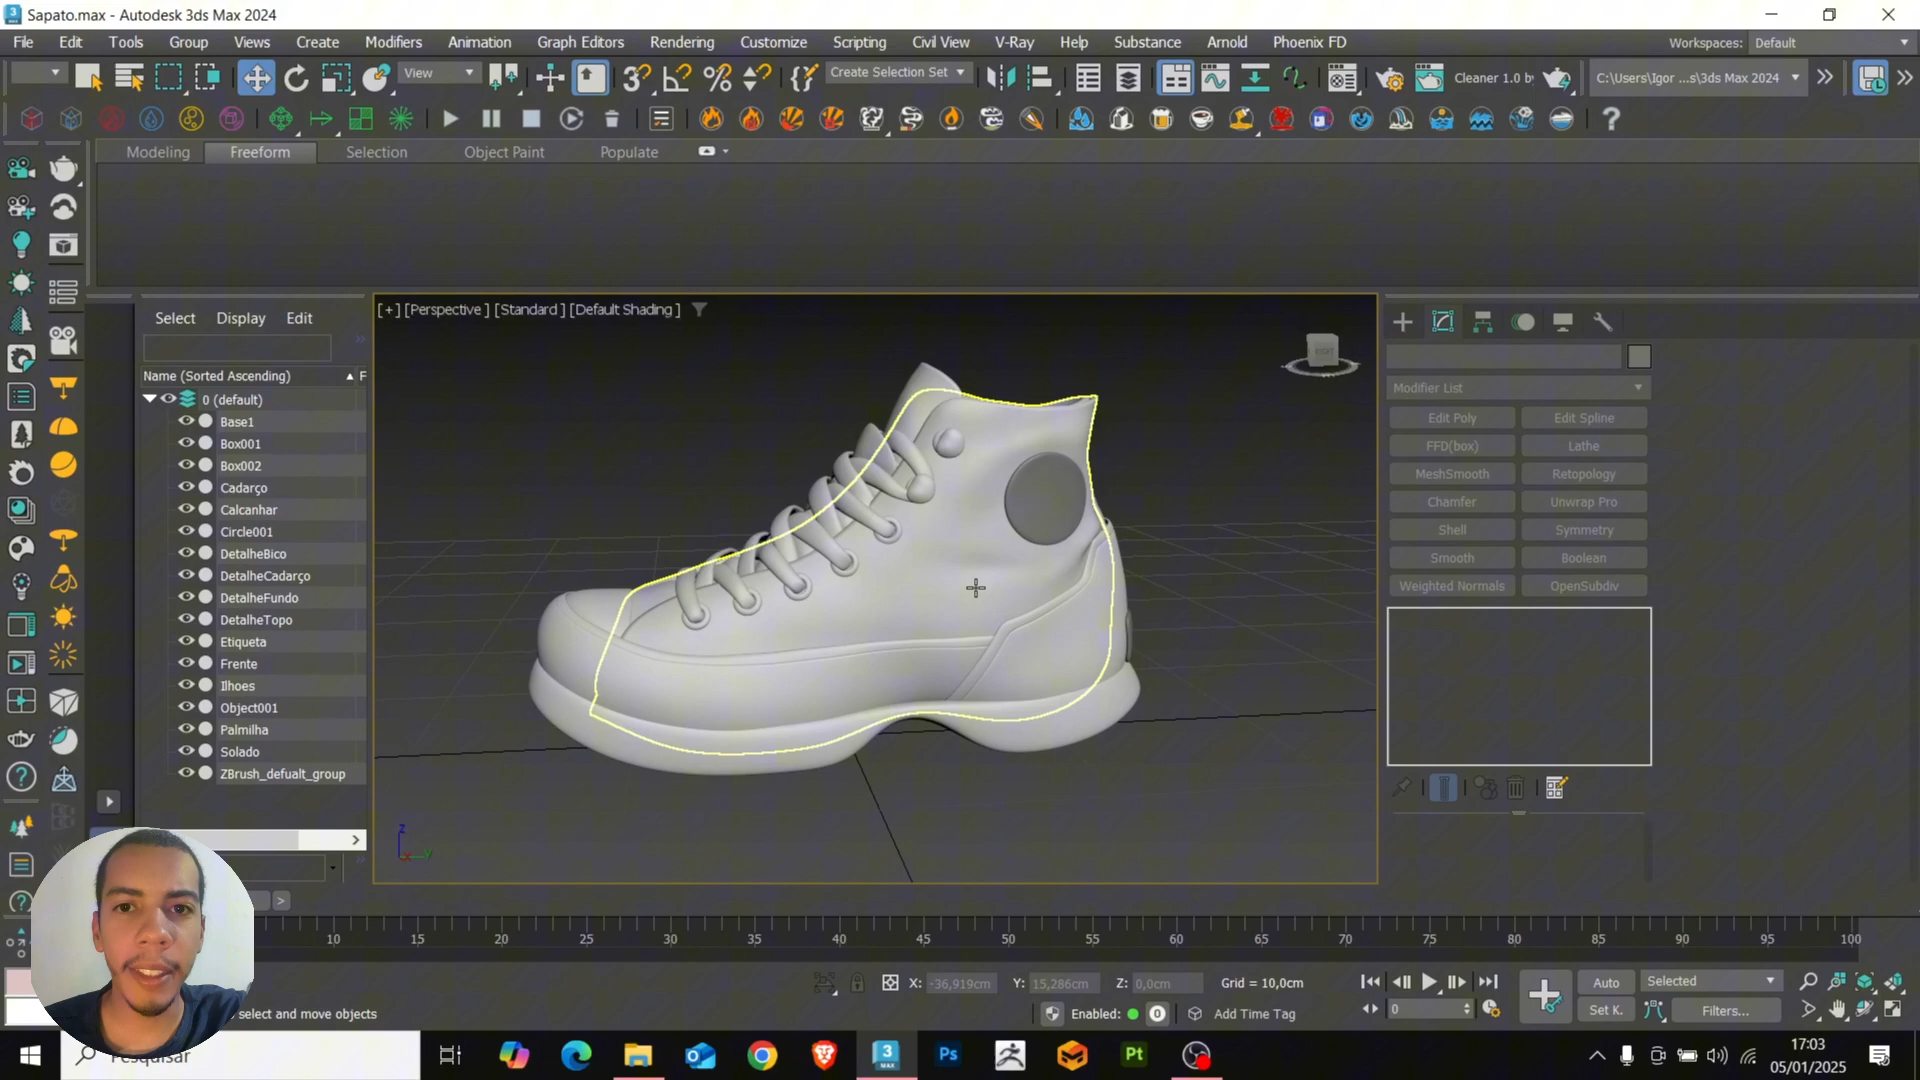 Sapato.max - Autodesk 3ds Max 2024
File Edit Tools Group Views Create Modifiers Animation Graph Editors Rendering Customize Scripting Civil View V-Ray Help Substance Arnold Phoenix FD Workspaces: Default
View Create Selection Set Cleaner 1.0 by C:\Users\Igor ...s\3ds Max 2024
Modeling Freeform Selection Object Paint Populate
Select Display Edit
[+] [Perspective ] [Standard ] [Default Shading ]
Name (Sorted Ascending) F
0 (default)
Base1
Box001
Box002
Cadarço
Calcanhar
Circle001
DetalheBico
DetalheCadarço
DetalheFundo
DetalheTopo
Etiqueta
Frente
Ilhoes
Object001
Palmilha
Solado
ZBrush_defualt_group
Modifier List
Edit Poly Edit Spline
FFD(box) Lathe
MeshSmooth Retopology
Chamfer Unwrap Pro
Shell Symmetry
Smooth Boolean
Weighted Normals OpenSubdiv
z
10 15 20 25 30 35 40 45 50 55 60 65 70 75 80 85 90 95 100
X: -36,919cm Y: 15,286cm Z: 0,0cm Grid = 10,0cm Auto Selected
select and move objects Enabled: 0 Add Time Tag 0 Set K. Filters...
Pesquisar
3 MAX Ps Pt
17:03
05/01/2025